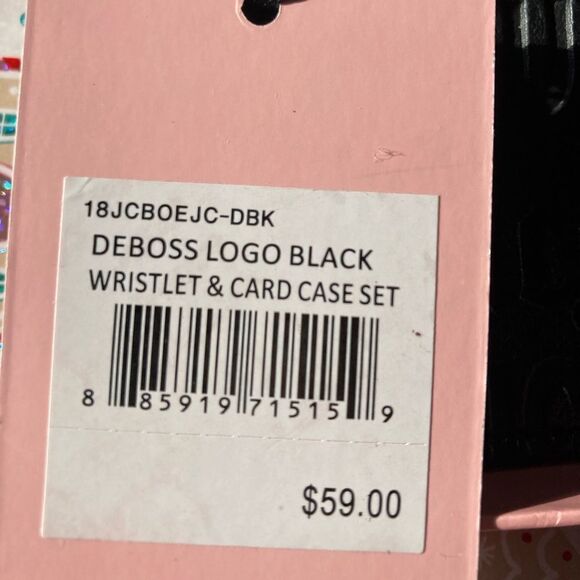 18JCBOEJC-DBK
DEBOSS LOGO BLACK
WRISTLET & CARD CASE SET
8 85919 71515 9
$59.00